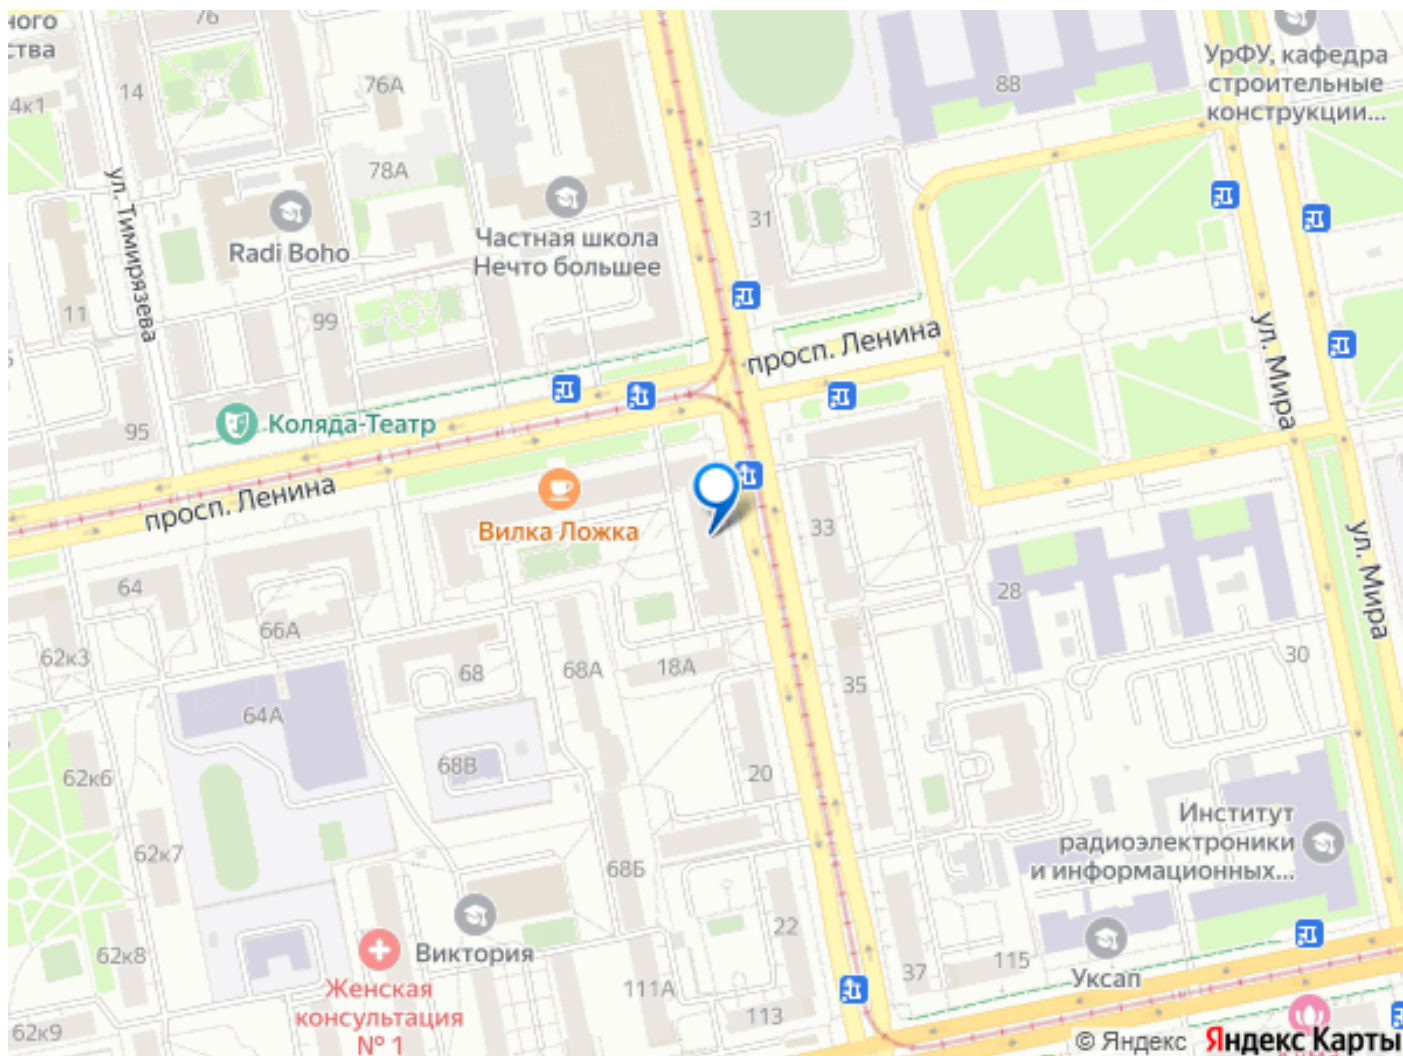 ного
ства
76
УрФУ, кафедра
строительные
конструкции...
4к1
14
76А
88
78А
ул. Тимирязева
Radi Boho
Частная школа
Нечто большее
31
11
99
просп. Ленина
ул. Мира
95
Коляда-Театр
просп. Ленина
Вилка Ложка
33
ул. Мира
64
66А
28
62к3
68
68А
18А
30
35
64А
62к6
68В
20
Институт
радиоэлектроники
и информационных...
62к7
68Б
22
Виктория
62к8
Женская
консультация
№ 1
111А
113
37
115
Уксап
62к9
© Яндекс Яндекс Карты